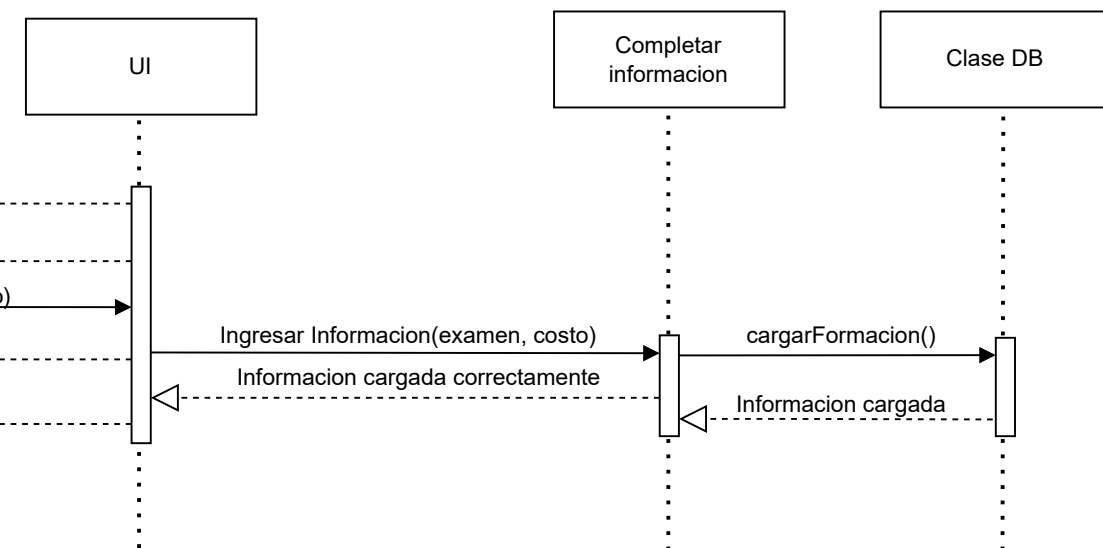 UI
Completar
informacion
Clase DB
o)
Ingresar Informacion(examen, costo)
cargarFormacion()
Informacion cargada correctamente
Informacion cargada